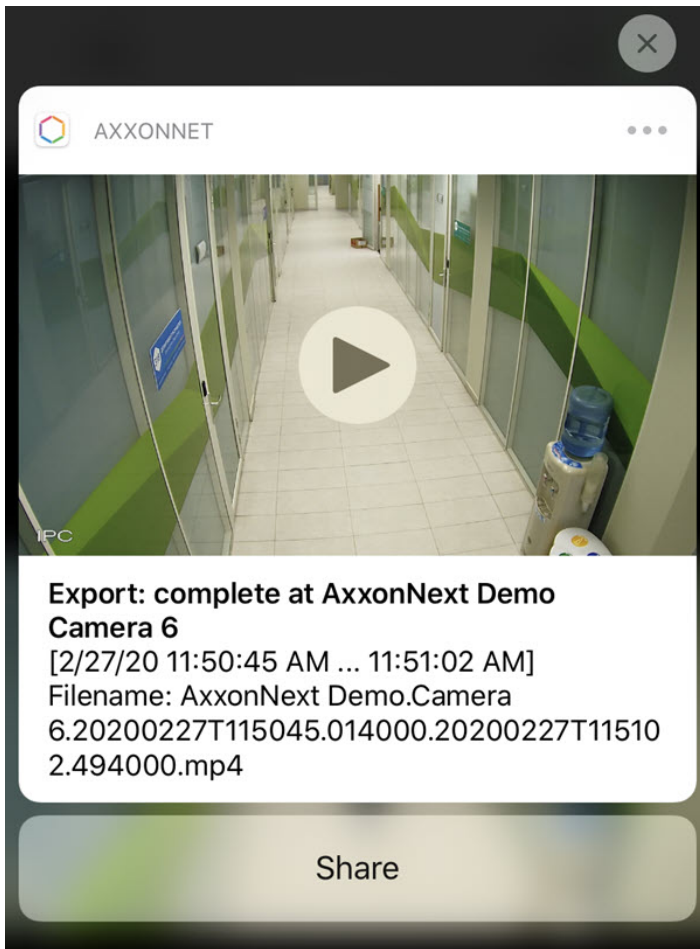 AXXONNET
iPC
Export: complete at AxxonNext Demo
Camera 6
[2/27/20 11:50:45 AM ... 11:51:02 AM]
Filename: AxxonNext Demo.Camera
6.20200227T115045.014000.20200227T11510
2.494000.mp4
Share